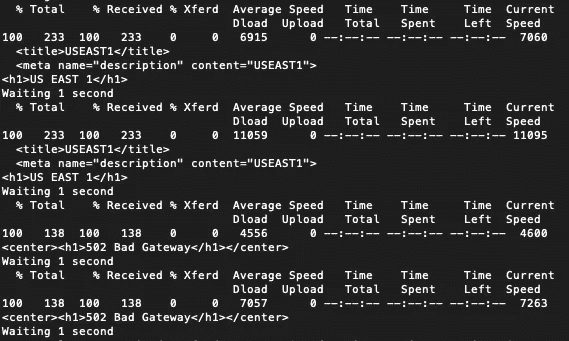 % Total % Received % Xferd Average Speed Time Time Time Current
Dload Upload Total Spent Left Speed
100 233 100 233 0 0 6915 0 --:--:-- --:--:-- --:--:-- 7060
<title>USEAST1</title>
<meta name="description" content="USEAST1">
<h1>US EAST 1</h1>
Waiting 1 second
% Total % Received % Xferd Average Speed Time Time Time Current
Dload Upload Total Spent Left Speed
100 233 100 233 0 0 11059 0 --:--:-- --:--:-- --:--:-- 11095
<title>USEAST1</title>
<meta name="description" content="USEAST1">
<h1>US EAST 1</h1>
Waiting 1 second
% Total % Received % Xferd Average Speed Time Time Time Current
Dload Upload Total Spent Left Speed
100 138 100 138 0 0 4556 0 --:--:-- --:--:-- --:--:-- 4600
<center><h1>502 Bad Gateway</h1></center>
Waiting 1 second
% Total % Received % Xferd Average Speed Time Time Time Current
Dload Upload Total Spent Left Speed
100 138 100 138 0 0 7057 0 --:--:-- --:--:-- --:--:-- 7263
<center><h1>502 Bad Gateway</h1></center>
Waiting 1 second